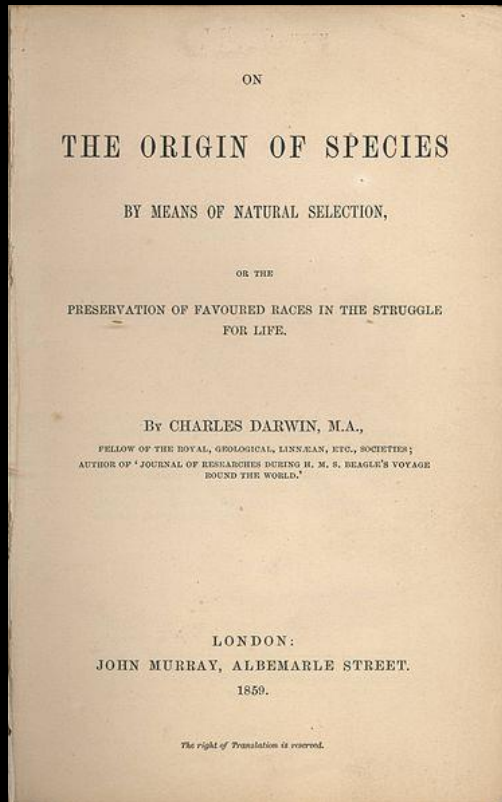 ON
THE ORIGIN OF SPECIES
BY MEANS OF NATURAL SELECTION,
OR THE
PRESERVATION OF FAVOURED RACES IN THE STRUGGLE
FOR LIFE.
BY CHARLES DARWIN, M.A.,
FELLOW OF THE ROYAL, GEOLOGICAL, LINNÆAN, ETC., SOCIETIES;
AUTHOR OF 'JOURNAL OF RESEARCHES DURING H. M. S. BEAGLE'S VOYAGE
ROUND THE WORLD.'
LONDON:
JOHN MURRAY, ALBEMARLE STREET.
1859.
The right of Translation is reserved.